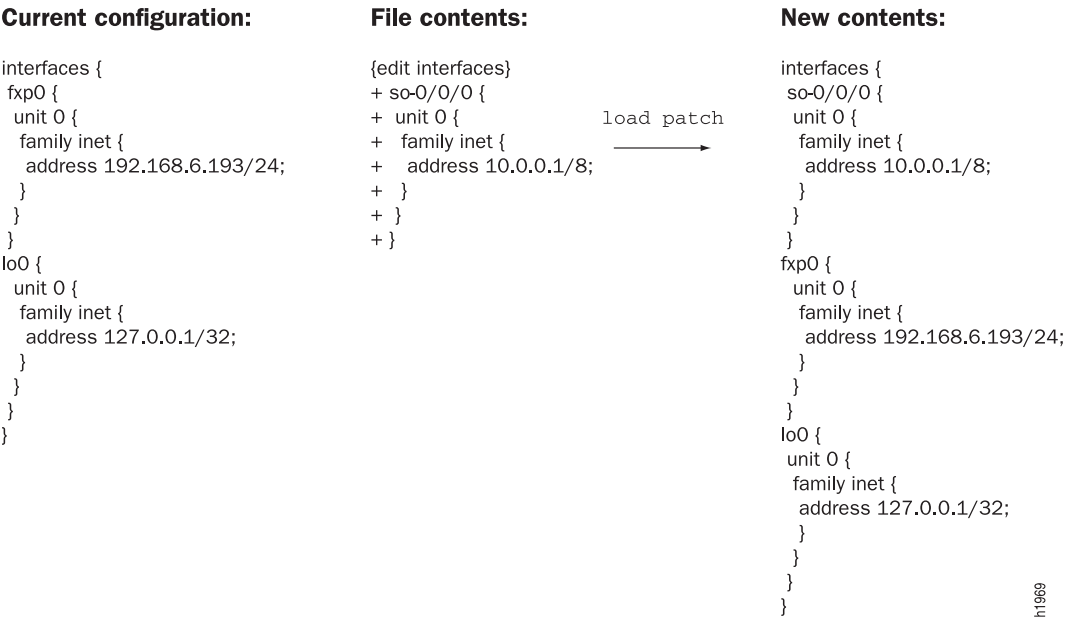 Current configuration:
interfaces {
fxp0 {
unit 0 {
family inet {
address 192.168.6.193/24;
}
}
}
lo0 {
unit 0 {
family inet {
address 127.0.0.1/32;
}
}
}
}
File contents:
{edit interfaces}
+ so-0/0/0 {
+ unit 0 {
+ family inet {
+ address 10.0.0.1/8;
+ }
+ }
+ }
load patch
New contents:
interfaces {
so-0/0/0 {
unit 0 {
family inet {
address 10.0.0.1/8;
}
}
}
fxp0 {
unit 0 {
family inet {
address 192.168.6.193/24;
}
}
}
lo0 {
unit 0 {
family inet {
address 127.0.0.1/32;
}
}
}
}
h1969